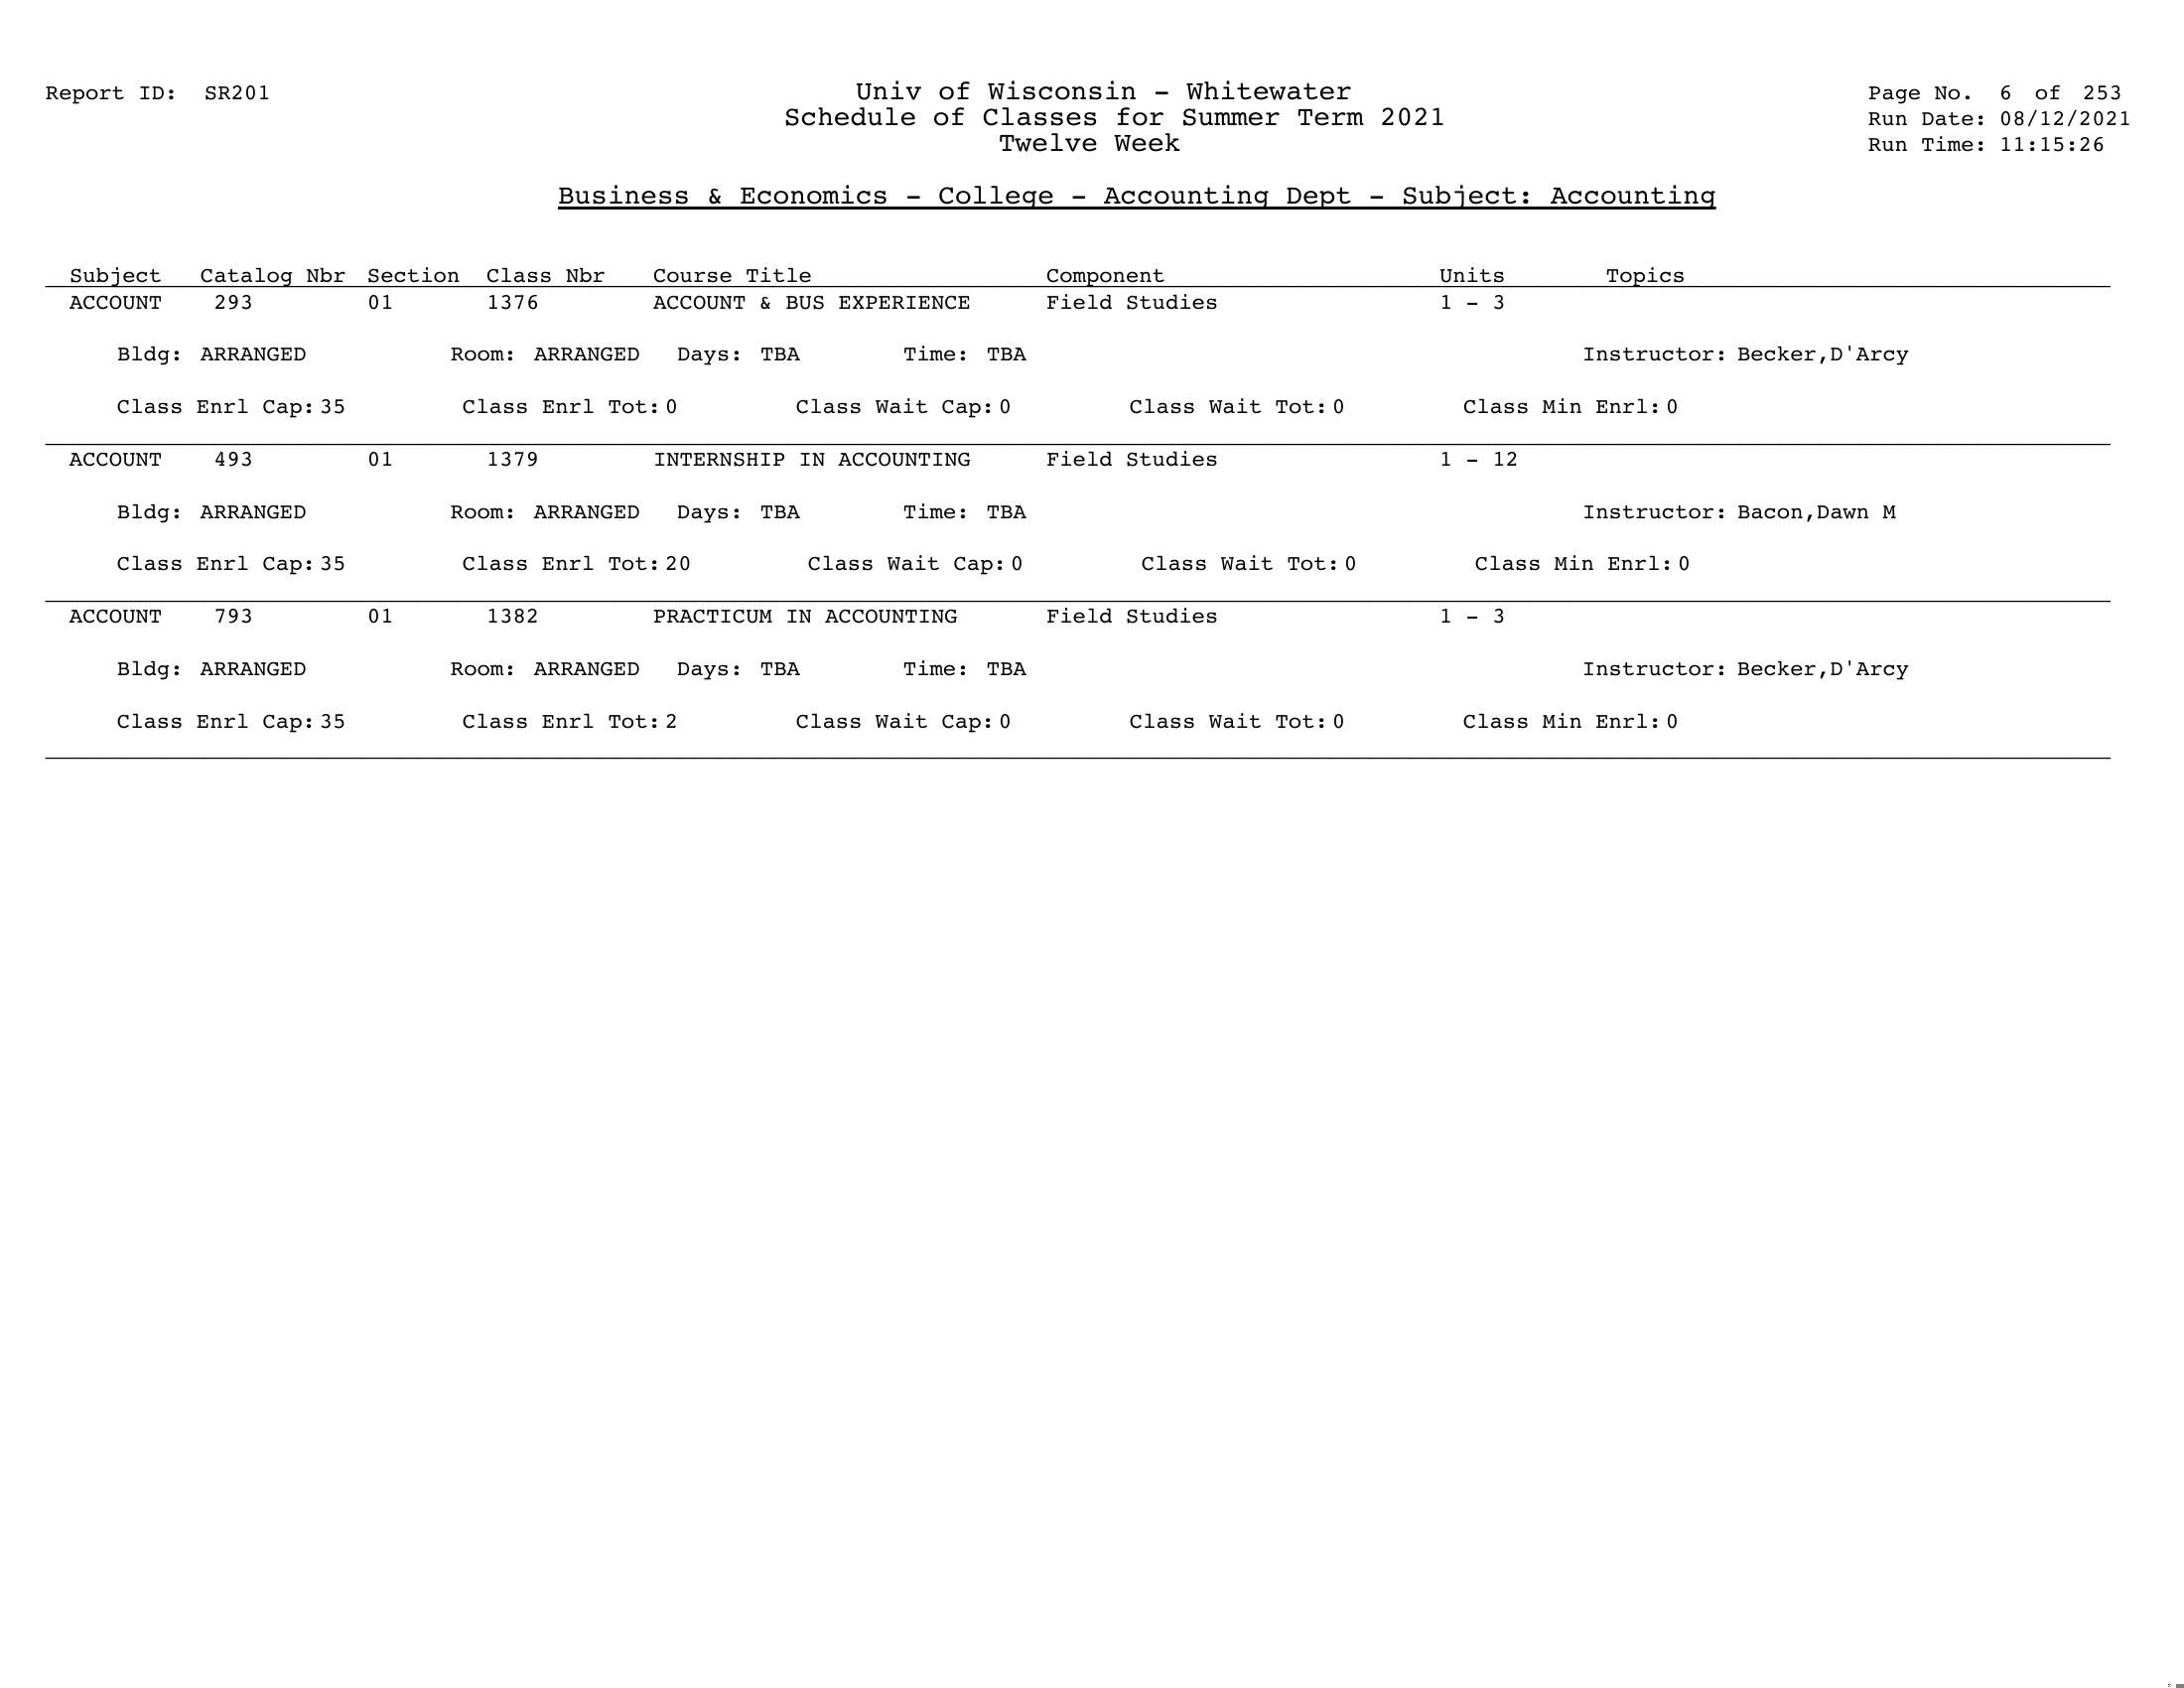 Report ID: SR201 Univ of Wisconsin - Whitewater Page No. 6 of 253
Schedule of Classes for Summer Term 2021 Run Date: 08/12/2021
Twelve Week Run Time: 11:15:26
Business & Economics - College - Accounting Dept - Subject: Accounting
Subject Catalog Nbr Section Class Nbr Course Title Component Units Topics
ACCOUNT 293 01 1376 ACCOUNT & BUS EXPERIENCE Field Studies 1 - 3
Bldg: ARRANGED Room: ARRANGED Days: TBA Time: TBA Instructor: Becker,D'Arcy
Class Enrl Cap: 35 Class Enrl Tot: 0 Class Wait Cap: 0 Class Wait Tot: 0 Class Min Enrl: 0
ACCOUNT 493 01 1379 INTERNSHIP IN ACCOUNTING Field Studies 1 - 12
Bldg: ARRANGED Room: ARRANGED Days: TBA Time: TBA Instructor: Bacon,Dawn M
Class Enrl Cap: 35 Class Enrl Tot: 20 Class Wait Cap: 0 Class Wait Tot: 0 Class Min Enrl: 0
ACCOUNT 793 01 1382 PRACTICUM IN ACCOUNTING Field Studies 1 - 3
Bldg: ARRANGED Room: ARRANGED Days: TBA Time: TBA Instructor: Becker,D'Arcy
Class Enrl Cap: 35 Class Enrl Tot: 2 Class Wait Cap: 0 Class Wait Tot: 0 Class Min Enrl: 0